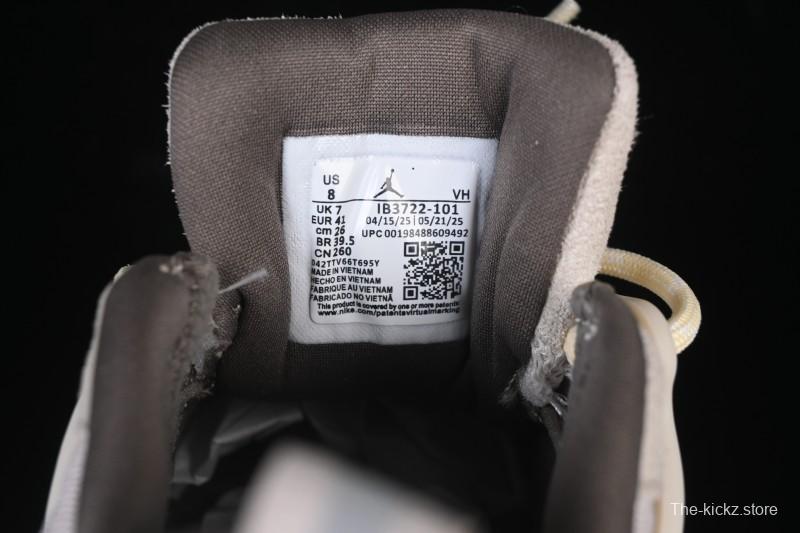 US
8 VH
UK 7 IB3722-101
EUR 41 04/15/25 | 05/21/25
cm 26 UPC 00198488609492
BR 39.5
CN 260
042TTV66T695Y
MADE IN VIETNAM
HECHO EN VIETNAM
FABRIQUE AU VIETNAM
FABRICADO NO VIETNÃ
This product is covered by one or more patents.
www.nike.com/patentsvirtualmarking
The-kickz.store